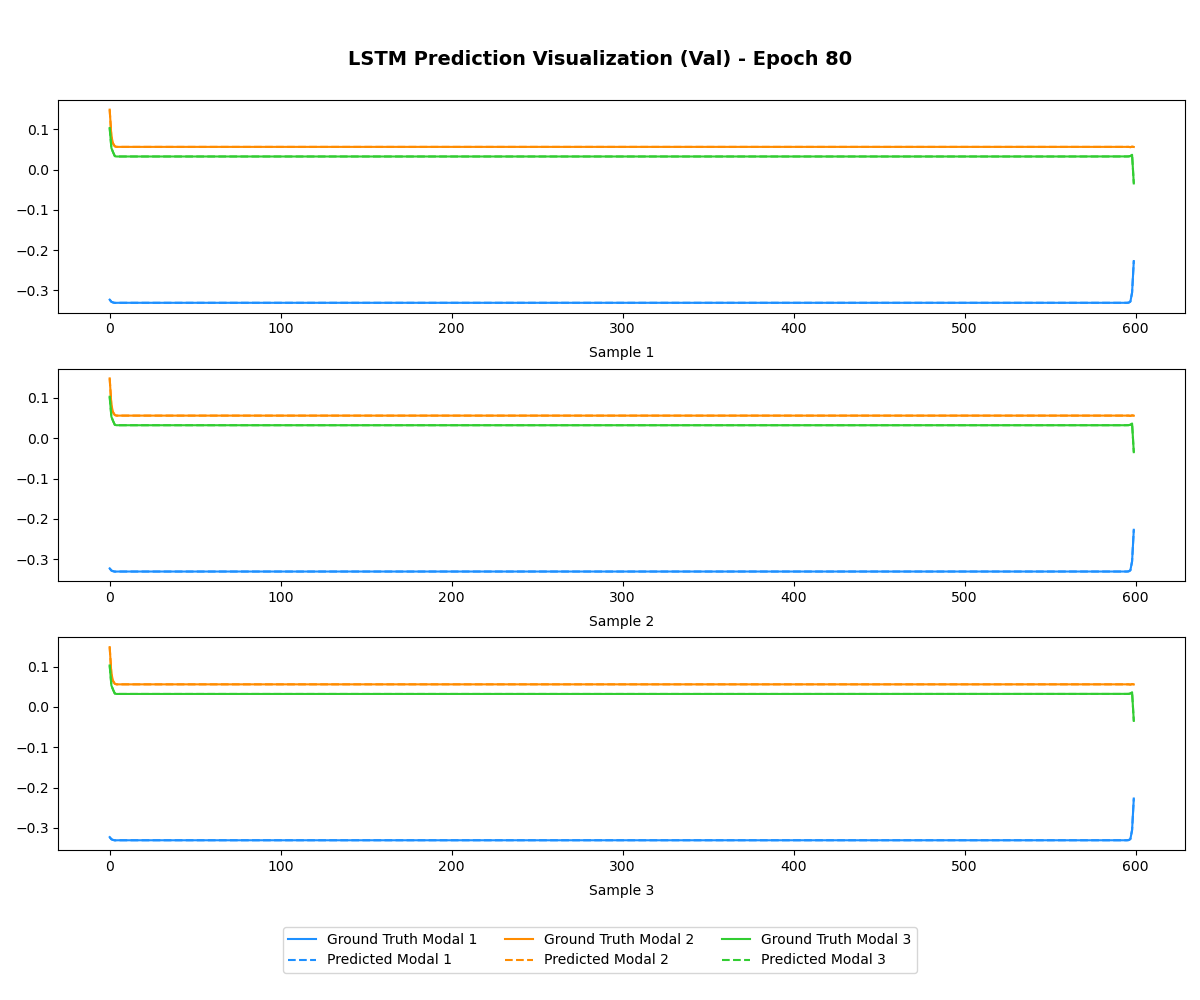 LSTM Prediction Visualization (Val) - Epoch 80
0.1
0.0
−0.1
−0.2
−0.3
0 100 200 300 400 500 600
Sample 1
0.1
0.0
−0.1
−0.2
−0.3
0 100 200 300 400 500 600
Sample 2
0.1
0.0
−0.1
−0.2
−0.3
0 100 200 300 400 500 600
Sample 3
Ground Truth Modal 1 Ground Truth Modal 2 Ground Truth Modal 3
Predicted Modal 1 Predicted Modal 2 Predicted Modal 3